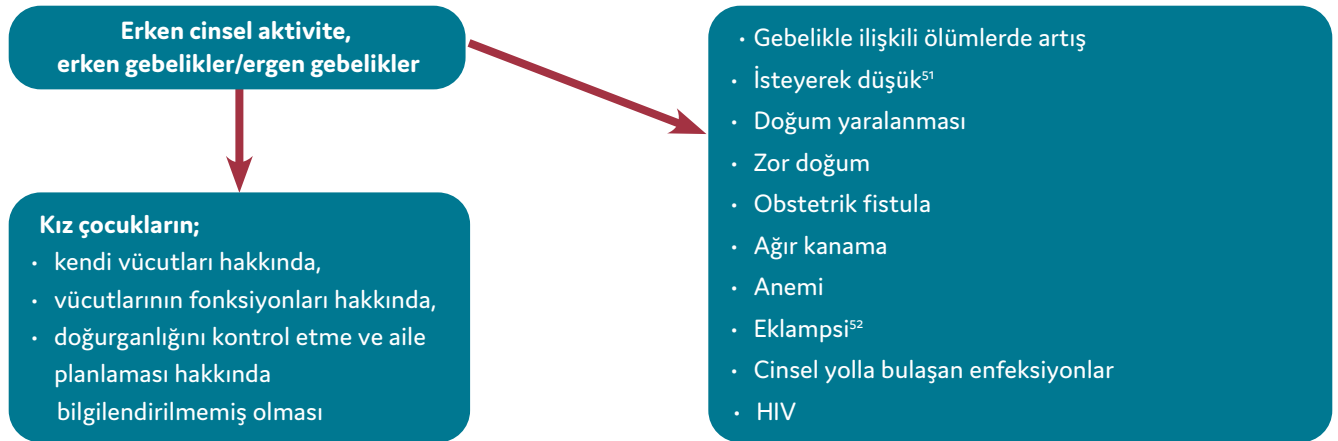 Erken cinsel aktivite,
erken gebelikler/ergen gebelikler
Kız çocukların;
• kendi vücutları hakkında,
• vücutlarının fonksiyonları hakkında,
• doğurganlığını kontrol etme ve aile
planlaması hakkında
bilgilendirilmemiş olması
• Gebelikle ilişkili ölümlerde artış
• İsteyerek düşük⁵¹
• Doğum yaralanması
• Zor doğum
• Obstetrik fistula
• Ağır kanama
• Anemi
• Eklampsi⁵²
• Cinsel yolla bulaşan enfeksiyonlar
• HIV